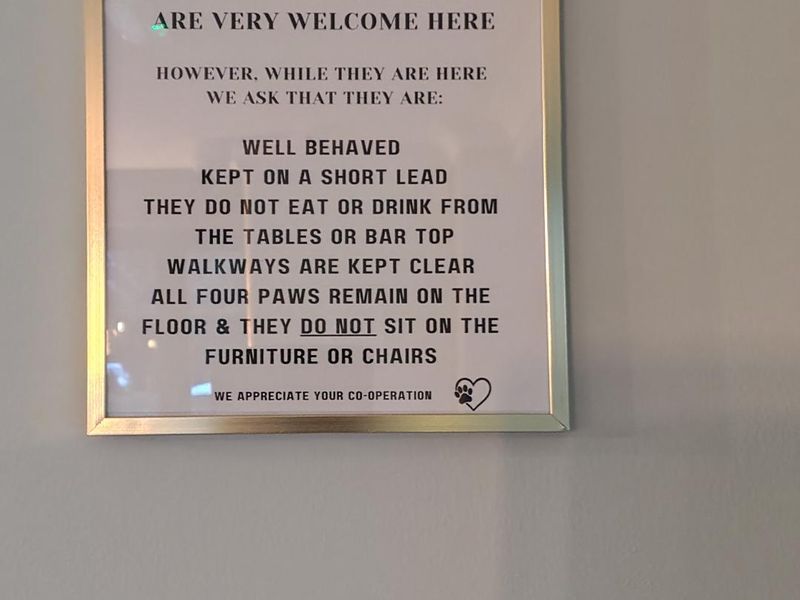 ARE VERY WELCOME HERE
HOWEVER, WHILE THEY ARE HERE
WE ASK THAT THEY ARE:
WELL BEHAVED
KEPT ON A SHORT LEAD
THEY DO NOT EAT OR DRINK FROM
THE TABLES OR BAR TOP
WALKWAYS ARE KEPT CLEAR
ALL FOUR PAWS REMAIN ON THE
FLOOR & THEY DO NOT SIT ON THE
FURNITURE OR CHAIRS
WE APPRECIATE YOUR CO-OPERATION